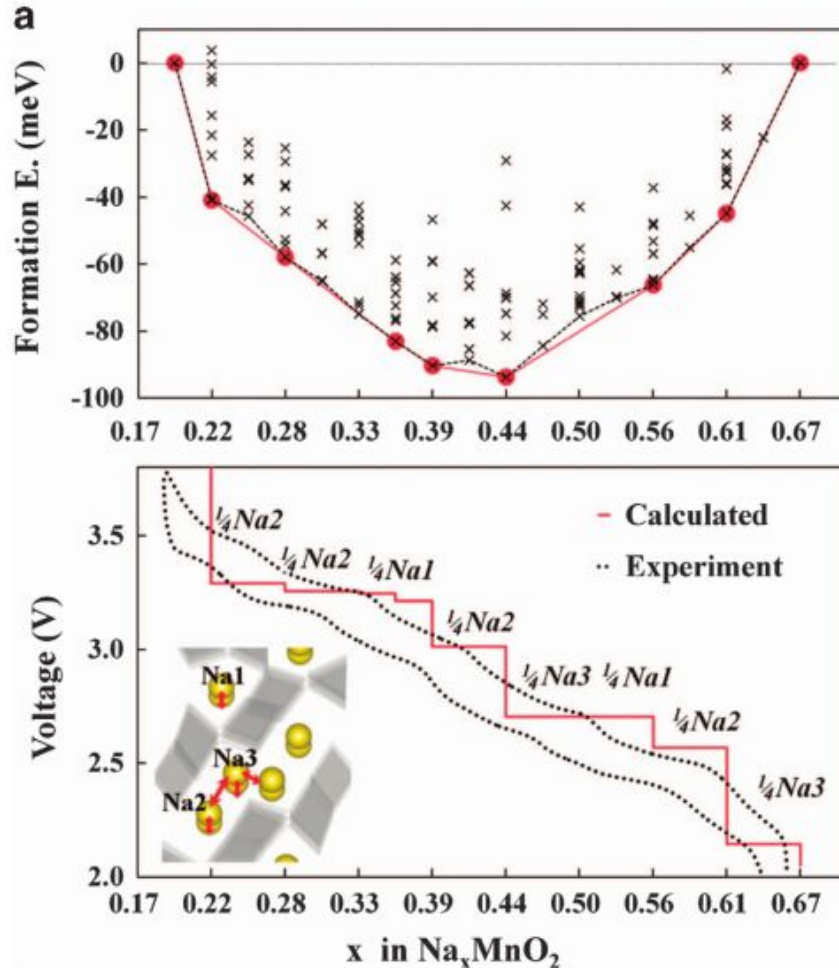 a
Formation E. (meV)
0
-20
-40
-60
-80
-100
0.17 0.22 0.28 0.33 0.39 0.44 0.50 0.56 0.61 0.67
Voltage (V)
3.5
3.0
2.5
2.0
¼Na2
¼Na2 ¼Na1
¼Na2
¼Na3 ¼Na1
¼Na2
¼Na3
Calculated
Experiment
Na1
Na3
Na2
0.17 0.22 0.28 0.33 0.39 0.44 0.50 0.56 0.61 0.67
x in NaₓMnO₂